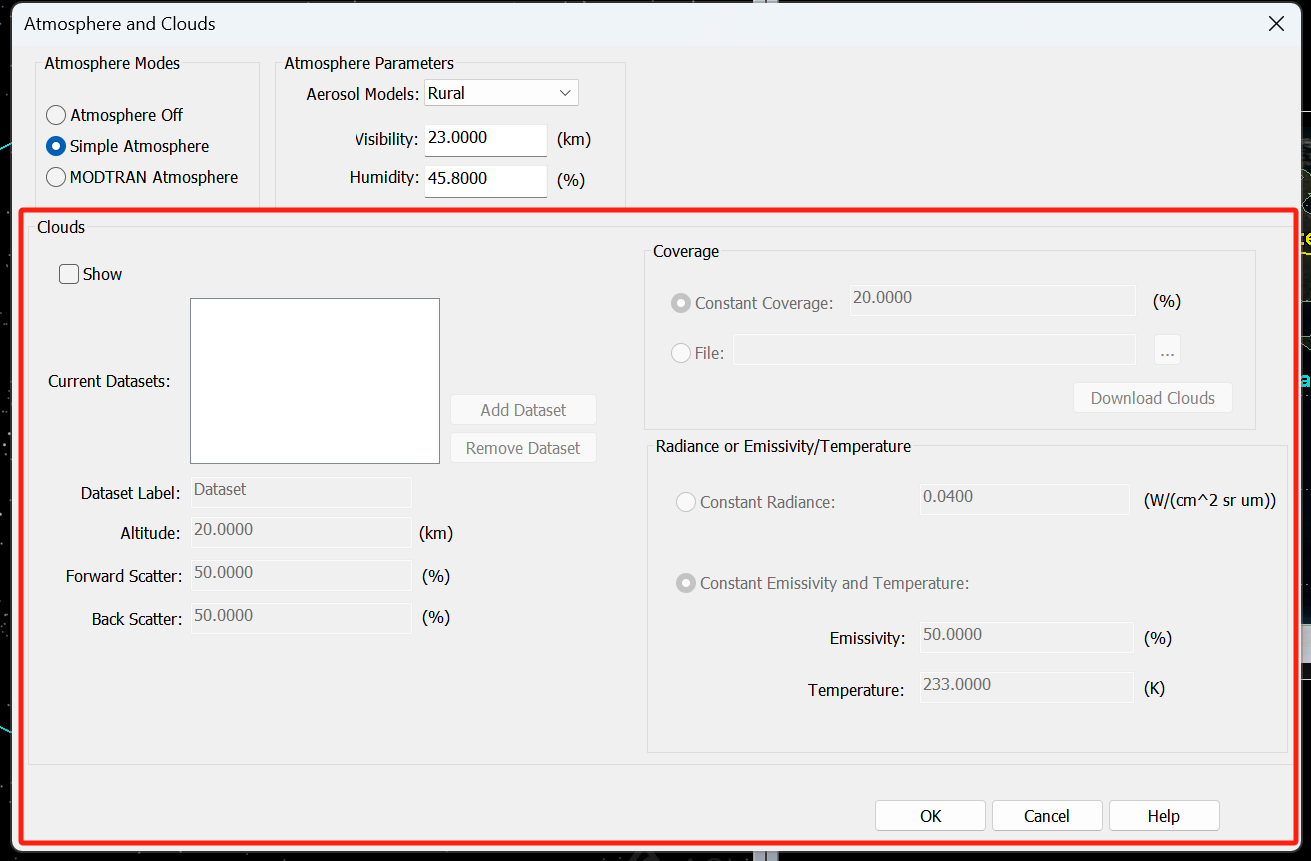 Atmosphere and Clouds
Atmosphere Modes
Atmosphere Off
Simple Atmosphere
MODTRAN Atmosphere
Atmosphere Parameters
Aerosol Models: Rural
Visibility: 23.0000 (km)
Humidity: 45.8000 (%)
Clouds
Show
Current Datasets:
Add Dataset
Remove Dataset
Dataset Label: Dataset
Altitude: 20.0000 (km)
Forward Scatter: 50.0000 (%)
Back Scatter: 50.0000 (%)
Coverage
Constant Coverage: 20.0000 (%)
File: ...
Download Clouds
Radiance or Emissivity/Temperature
Constant Radiance: 0.0400 (W/(cm^2 sr um))
Constant Emissivity and Temperature:
Emissivity: 50.0000 (%)
Temperature: 233.0000 (K)
OK Cancel Help